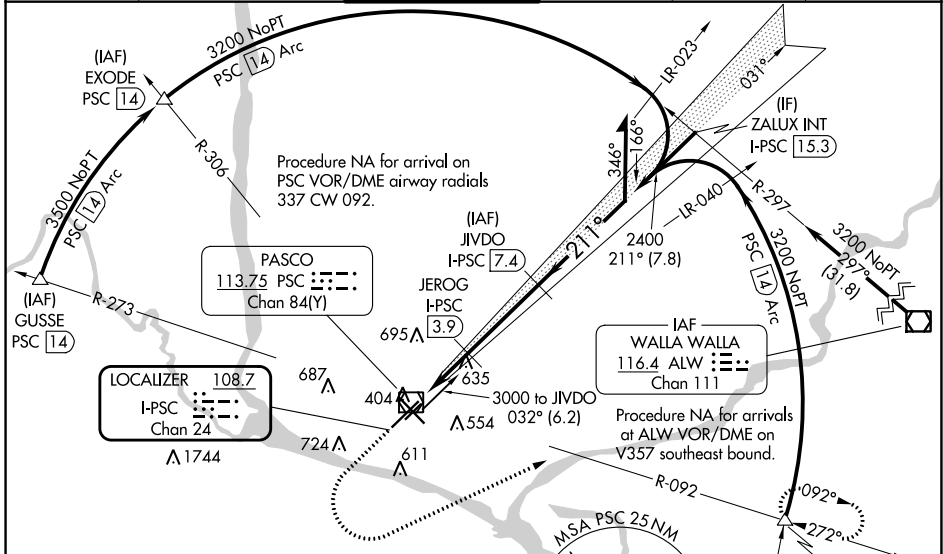 3200 NoPT
PSC 14 Arc
(IAF)
EXODE
PSC 14
LR-023
031°
(IF)
ZALUX INT
I-PSC 15.3
346°
166°
R-306
Procedure NA for arrival on
PSC VOR/DME airway radials
337 CW 092.
3500 NoPT
PSC 14 Arc
LR-040
R-297
(IAF)
JIVDO
I-PSC 7.4
211°
2400
211° (7.8)
3200 NoPT
PSC 14 Arc
3200 NoPT
297°
(31.8)
PASCO
113.75 PSC
Chan 84(Y)
JEROG
I-PSC
3.9
(IAF)
GUSSE
PSC 14
R-273
695
635
IAF
WALLA WALLA
116.4 ALW
Chan 111
LOCALIZER 108.7
I-PSC
Chan 24
687
404
3000 to JIVDO
032° (6.2)
554
Procedure NA for arrivals
at ALW VOR/DME on
V357 southeast bound.
1744
724
611
R-092
092°
272°
MSA PSC 25 NM